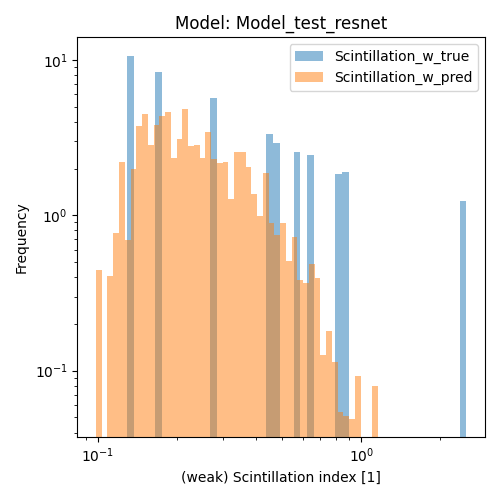 Model: Model_test_resnet
Scintillation_w_true
Scintillation_w_pred
10¹
10⁰
10⁻¹
Frequency
10⁻¹
10⁰
(weak) Scintillation index [1]